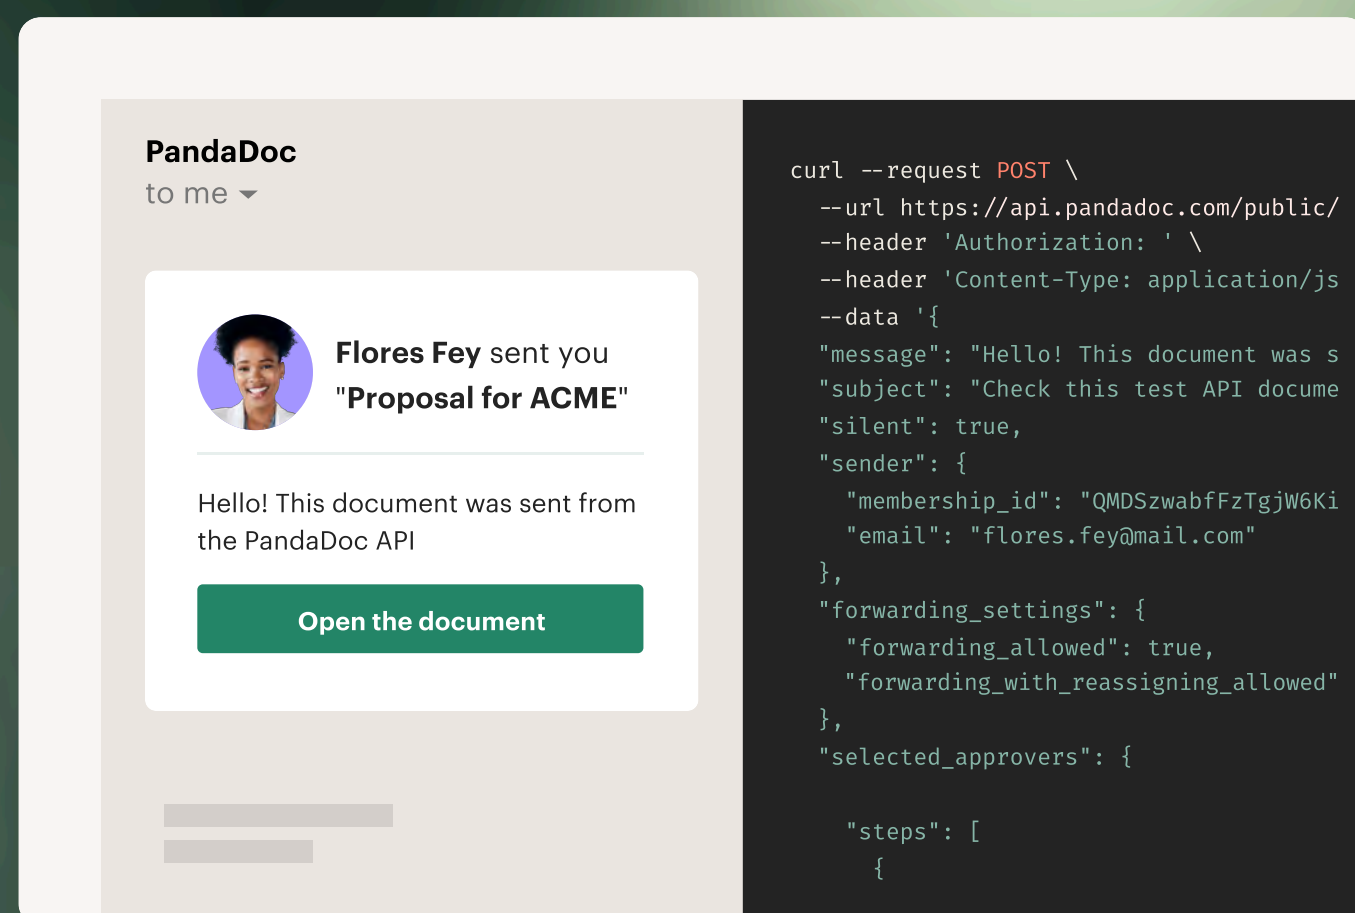 PandaDoc
to me
Flores Fey sent you
"Proposal for ACME"
Hello! This document was sent from
the PandaDoc API
Open the document
curl --request POST \
--url https://api.pandadoc.com/public/
--header 'Authorization: ' \
--header 'Content-Type: application/js
--data '{
"message": "Hello! This document was s
"subject": "Check this test API docume
"silent": true,
"sender": {
"membership_id": "QMDSzwabfFzTgjW6Ki
"email": "flores.fey@mail.com"
},
"forwarding_settings": {
"forwarding_allowed": true,
"forwarding_with_reassigning_allowed"
},
"selected_approvers": {
"steps": [
{